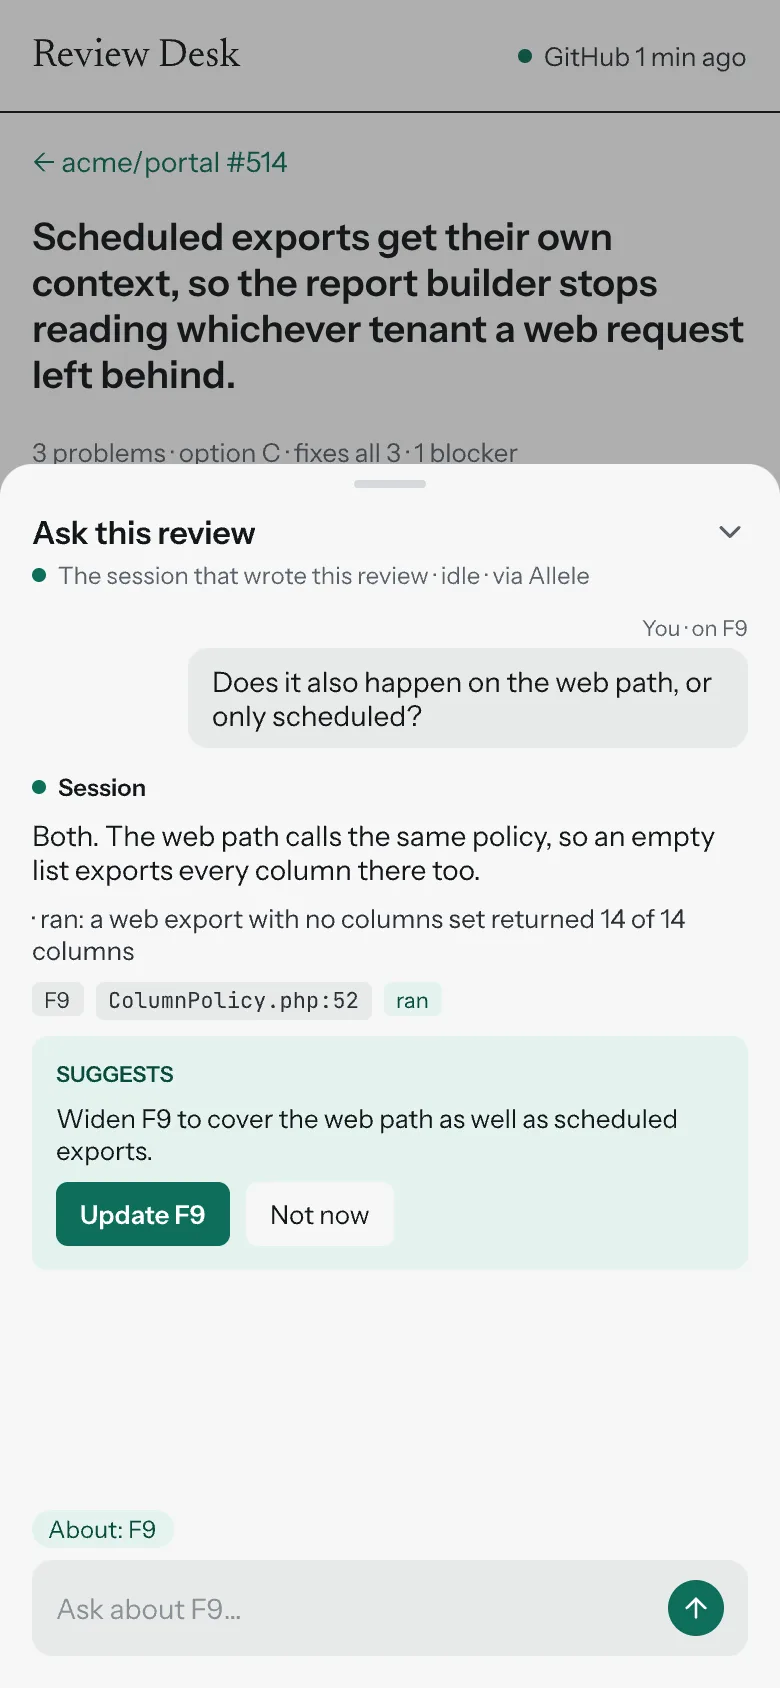 Review Desk
GitHub 1 min ago
← acme/portal #514
Scheduled exports get their own
context, so the report builder stops
reading whichever tenant a web request
left behind.
3 problems · option C · fixes all 3 · 1 blocker
Ask this review
The session that wrote this review · idle · via Allele
You · on F9
Does it also happen on the web path, or
only scheduled?
Session
Both. The web path calls the same policy, so an empty
list exports every column there too.
· ran: a web export with no columns set returned 14 of 14
columns
F9 ColumnPolicy.php:52 ran
SUGGESTS
Widen F9 to cover the web path as well as scheduled
exports.
Update F9 Not now
About: F9
Ask about F9...